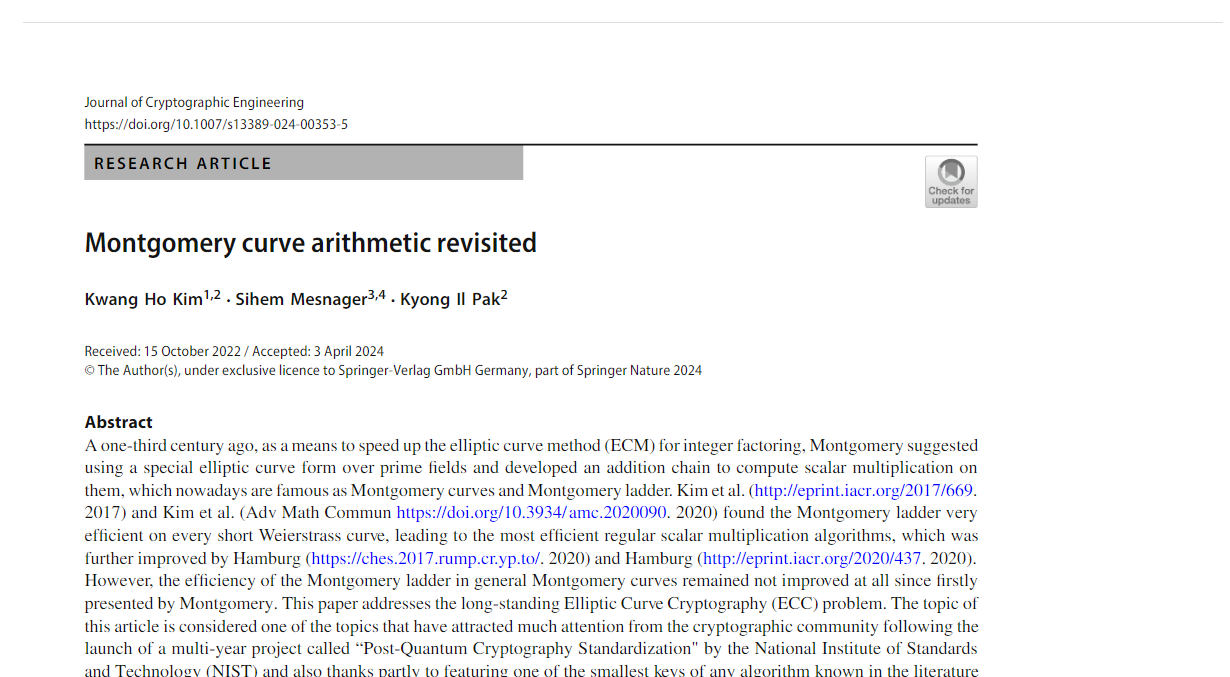 Journal of Cryptographic Engineering
https://doi.org/10.1007/s13389-024-00353-5
RESEARCH ARTICLE
Check for
updates
Montgomery curve arithmetic revisited
Kwang Ho Kim1,2 · Sihem Mesnager3,4 · Kyong Il Pak2
Received: 15 October 2022 / Accepted: 3 April 2024
© The Author(s), under exclusive licence to Springer-Verlag GmbH Germany, part of Springer Nature 2024
Abstract
A one-third century ago, as a means to speed up the elliptic curve method (ECM) for integer factoring, Montgomery suggested
using a special elliptic curve form over prime fields and developed an addition chain to compute scalar multiplication on
them, which nowadays are famous as Montgomery curves and Montgomery ladder. Kim et al. (http://eprint.iacr.org/2017/669.
2017) and Kim et al. (Adv Math Commun https://doi.org/10.3934/amc.2020090. 2020) found the Montgomery ladder very
efficient on every short Weierstrass curve, leading to the most efficient regular scalar multiplication algorithms, which was
further improved by Hamburg (https://ches.2017.rump.cr.yp.to/. 2020) and Hamburg (http://eprint.iacr.org/2020/437. 2020).
However, the efficiency of the Montgomery ladder in general Montgomery curves remained not improved at all since firstly
presented by Montgomery. This paper addresses the long-standing Elliptic Curve Cryptography (ECC) problem. The topic of
this article is considered one of the topics that have attracted much attention from the cryptographic community following the
launch of a multi-year project called “Post-Quantum Cryptography Standardization" by the National Institute of Standards
and Technology (NIST) and also thanks partly to featuring one of the smallest keys of any algorithm known in the literature